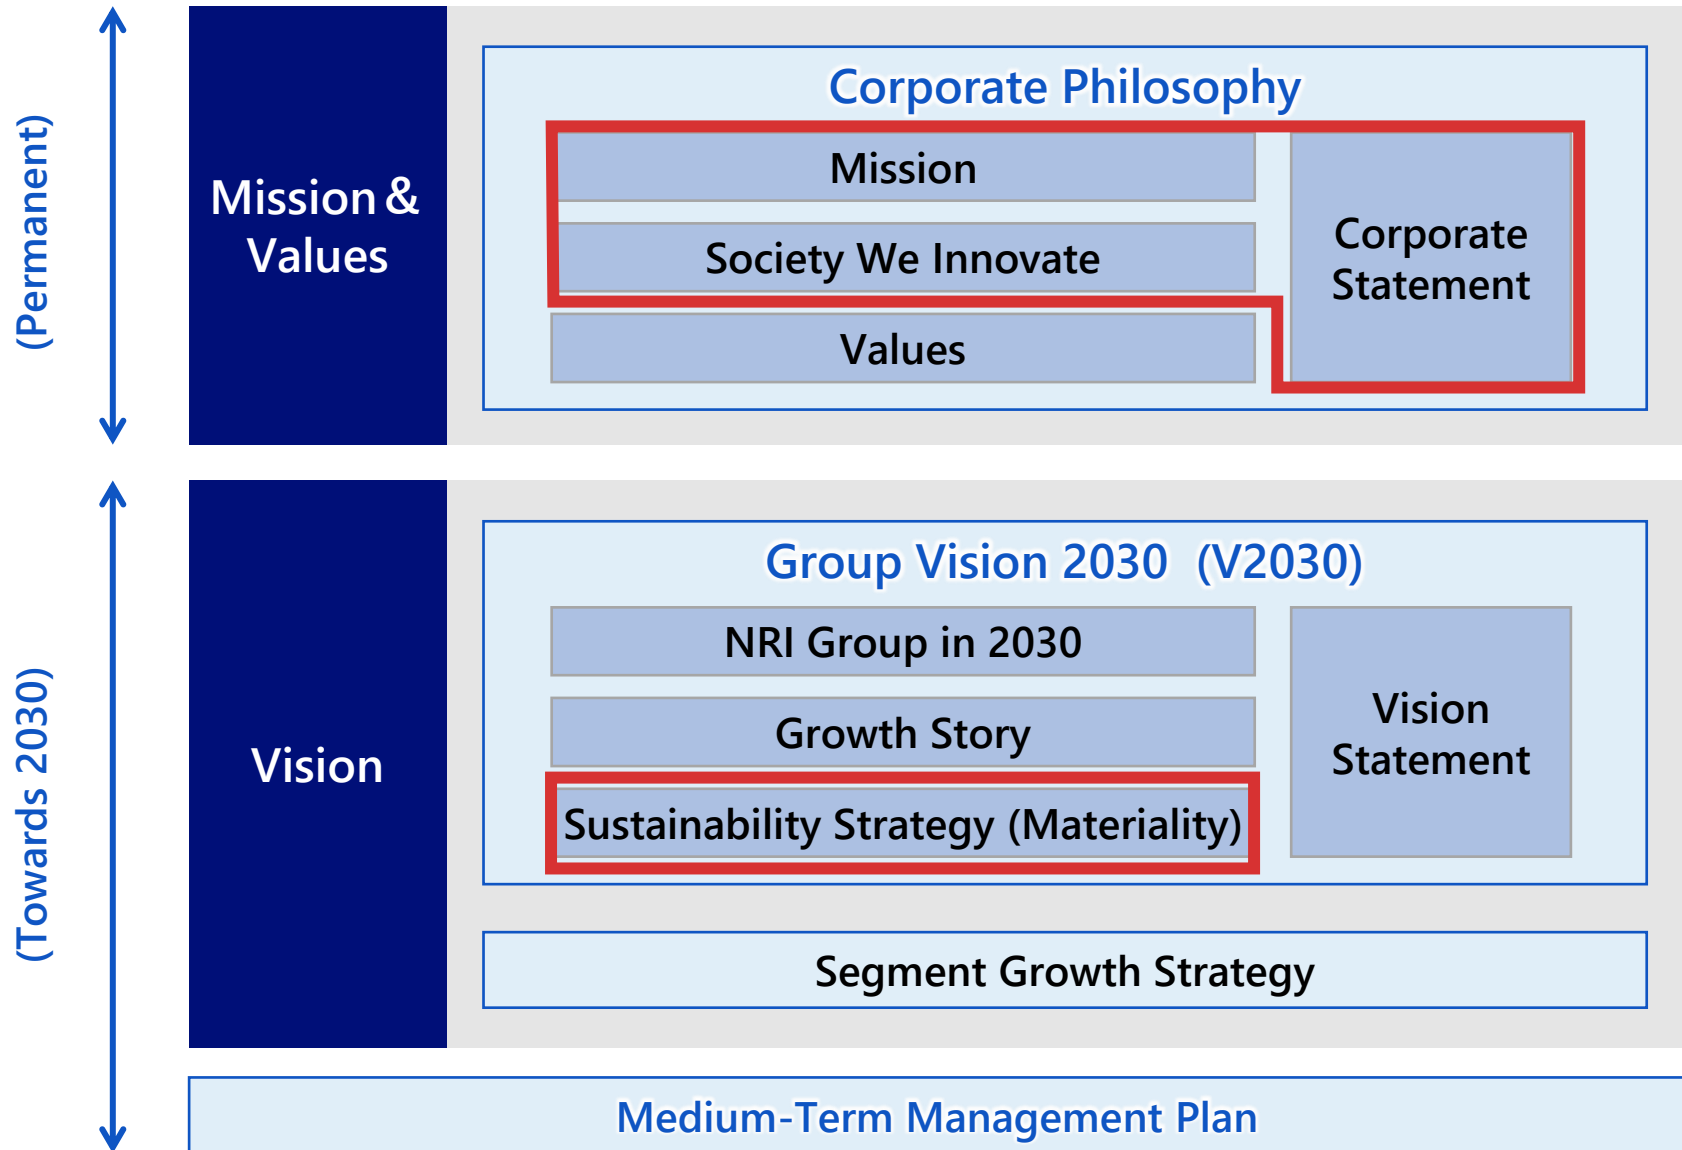 (Permanent)
Mission &
Values
Corporate Philosophy
Mission
Society We Innovate
Values
Corporate
Statement
(Towards 2030)
Vision
Group Vision 2030 (V2030)
NRI Group in 2030
Growth Story
Sustainability Strategy (Materiality)
Vision
Statement
Segment Growth Strategy
Medium-Term Management Plan